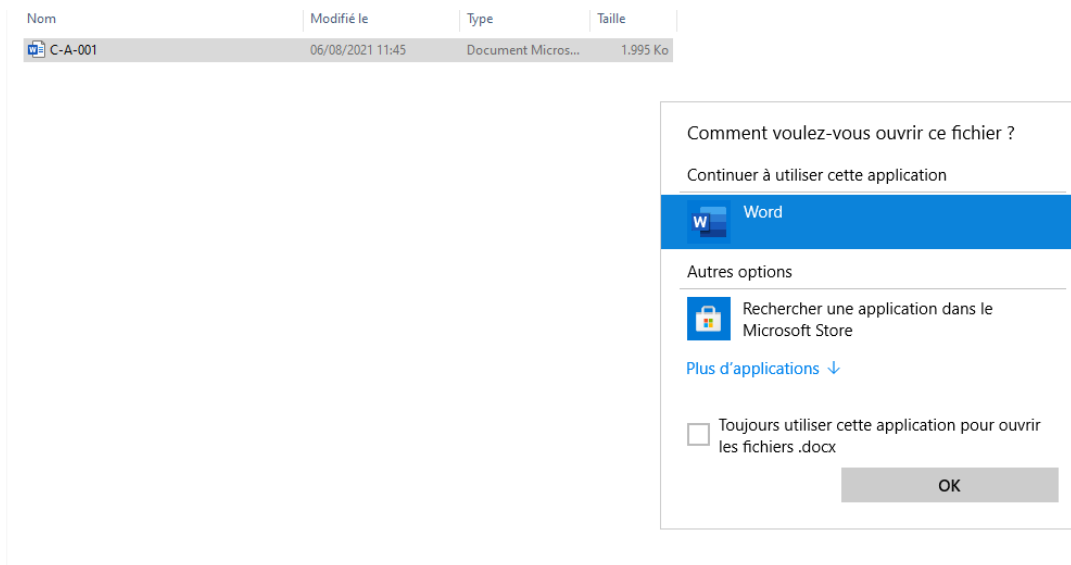 Nom Modifié le Type Taille
C-A-001 06/08/2021 11:45 Document Micros... 1.995 Ko
Comment voulez-vous ouvrir ce fichier ?
Continuer à utiliser cette application
W Word
Autres options
Rechercher une application dans le
Microsoft Store
Plus d'applications ↓
Toujours utiliser cette application pour ouvrir
les fichiers .docx
OK